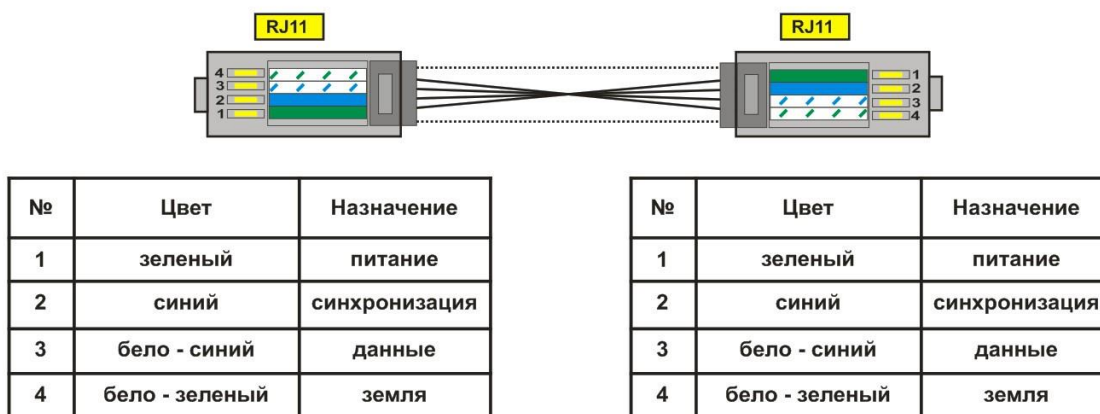 RJ11 RJ11
4 1
3 2
2 3
1 4
№ Цвет Назначение
1 зеленый питание
2 синий синхронизация
3 бело - синий данные
4 бело - зеленый земля
№ Цвет Назначение
1 зеленый питание
2 синий синхронизация
3 бело - синий данные
4 бело - зеленый земля